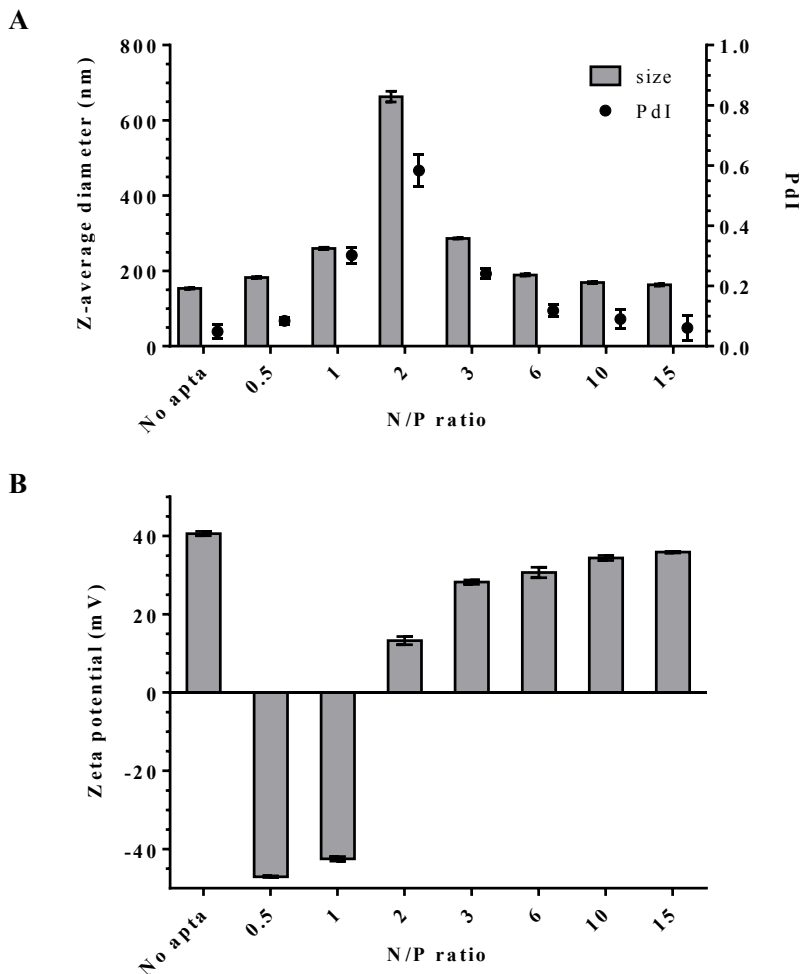 A
Z-average diameter (nm)
800
600
400
200
0
size
PdI
1.0
0.8
0.6
0.4
0.2
0.0
PdI
No apta
0.5
1
2
3
6
10
15
N/P ratio
B
Zeta potential (mV)
40
20
0
-20
-40
No apta
0.5
1
2
3
6
10
15
N/P ratio